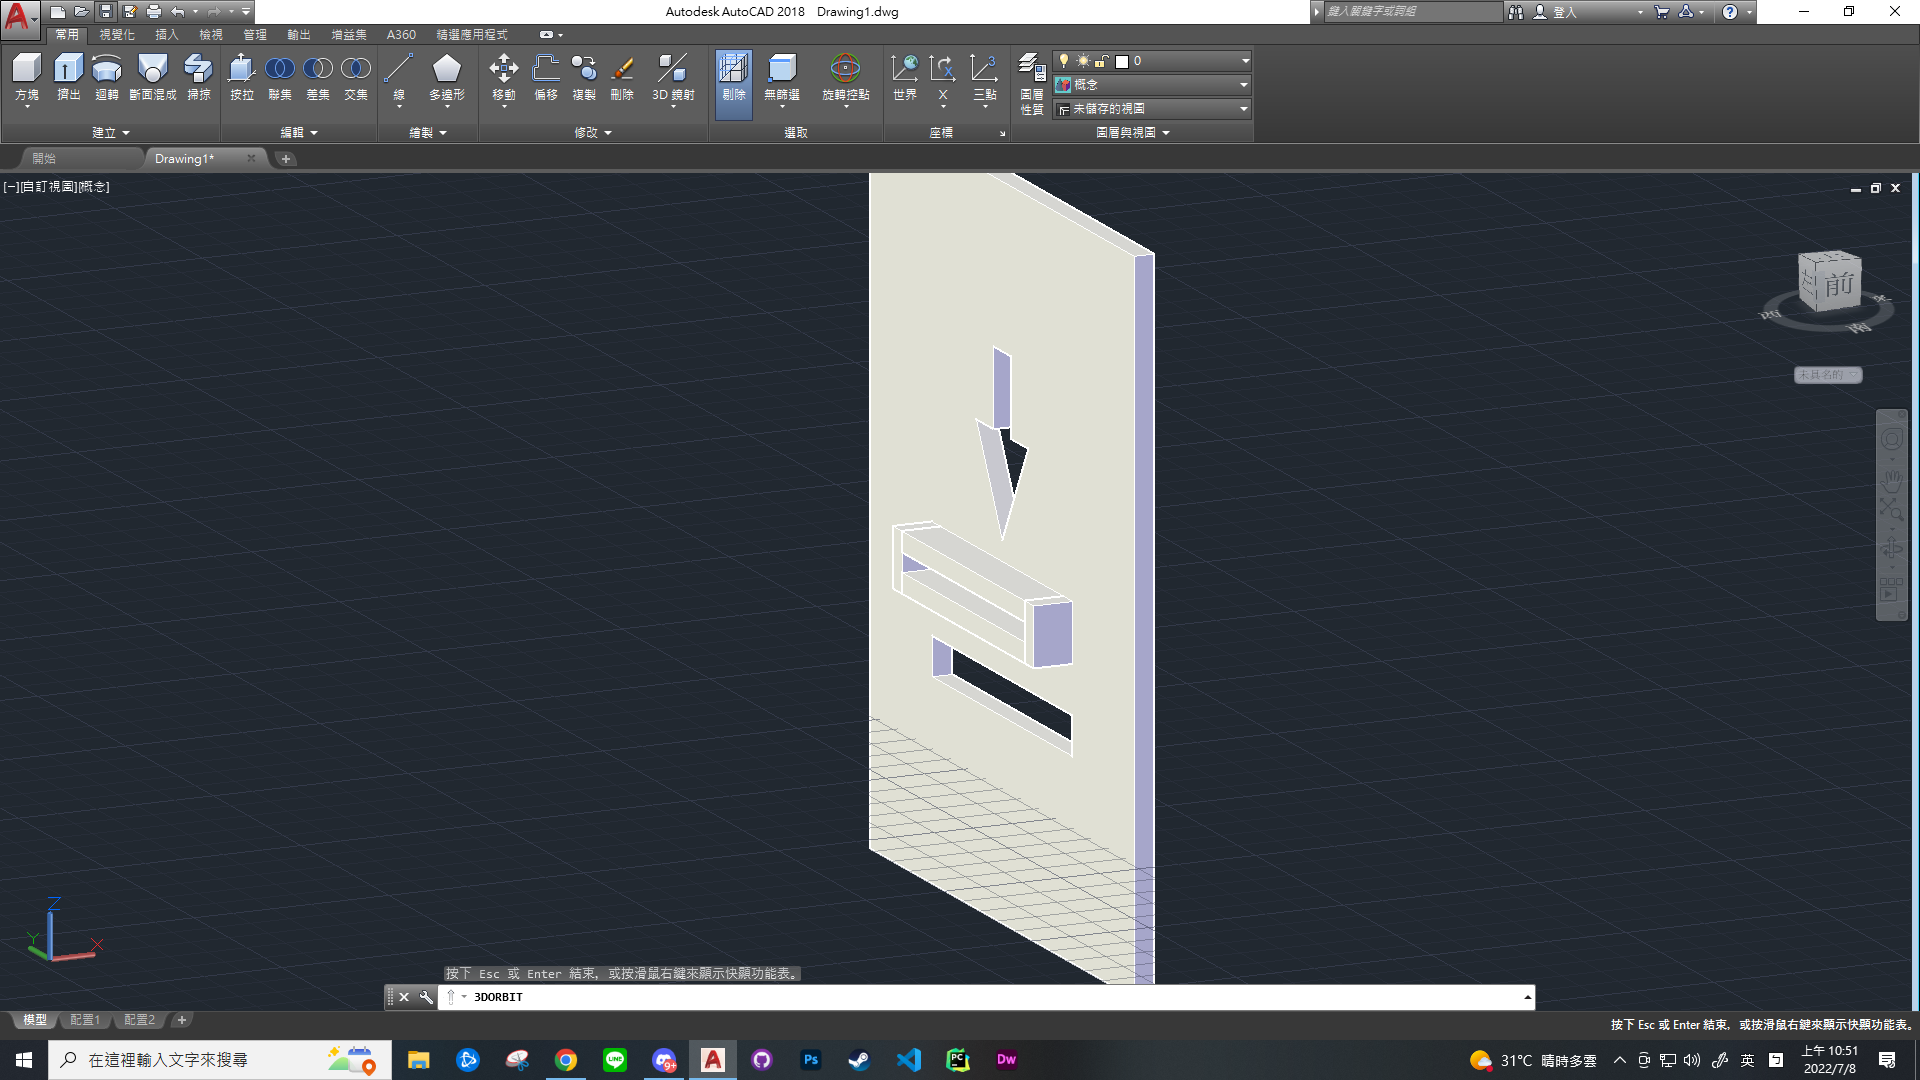 Autodesk AutoCAD 2018 Drawing1.dwg
鍵入關鍵字或詞組
登入
常用 視覺化 插入 檢視 管理 輸出 增益集 A360 精選應用程式
方塊 擠出 迴轉 斷面混成 掃掠 按拉 聯集 差集 交集 線 多邊形 移動 偏移 複製 刪除 3D 鏡射 剔除 無篩選 旋轉控點 世界 X 三點 圖層性質
0
概念
未儲存的視圖
建立 編輯 繪製 修改 選取 座標 圖層與視圖
開始 Drawing1*
[−][自訂視圖][概念]
前
西
南
未具名的
Z
Y
X
按下 Esc 或 Enter 結束，或按滑鼠右鍵來顯示快顯功能表。
3DORBIT
模型 配置1 配置2
按下 Esc 或 Enter 結束，或按滑鼠右鍵來顯示快顯功能表。
在這裡輸入文字來搜尋
LINE
9+
A
Ps
PC
Dw
31°C 晴時多雲
英
上午 10:51
2022/7/8